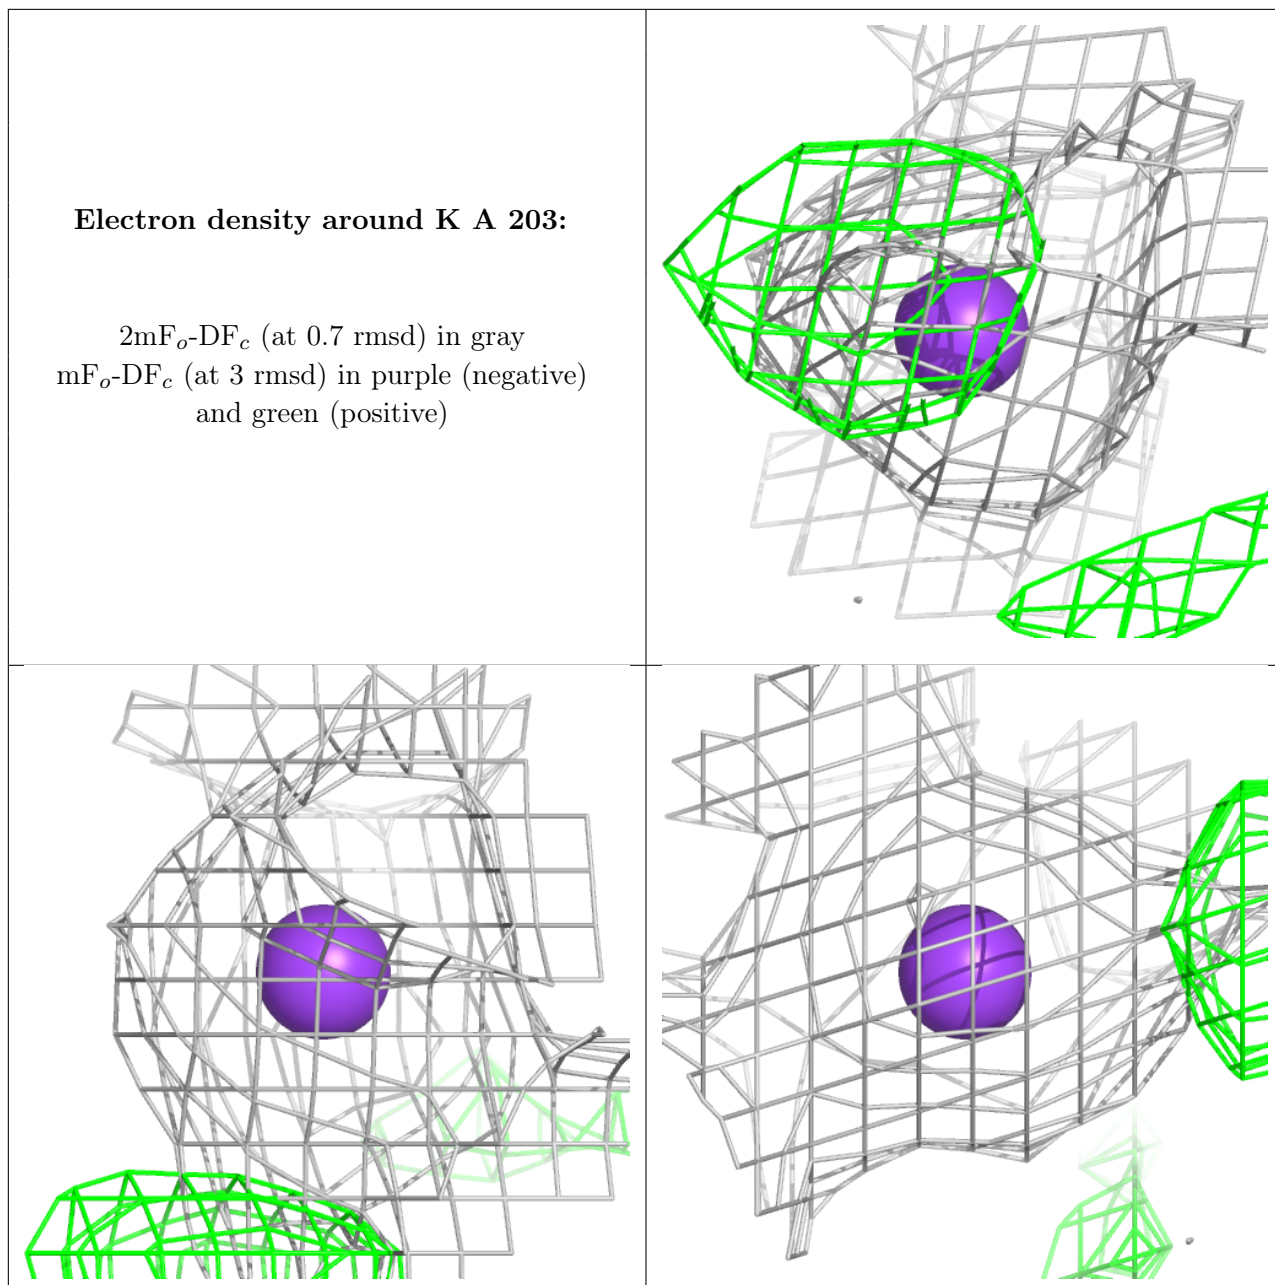 Electron density around K A 203:
2mFo-DFc (at 0.7 rmsd) in gray
mFo-DFc (at 3 rmsd) in purple (negative)
and green (positive)